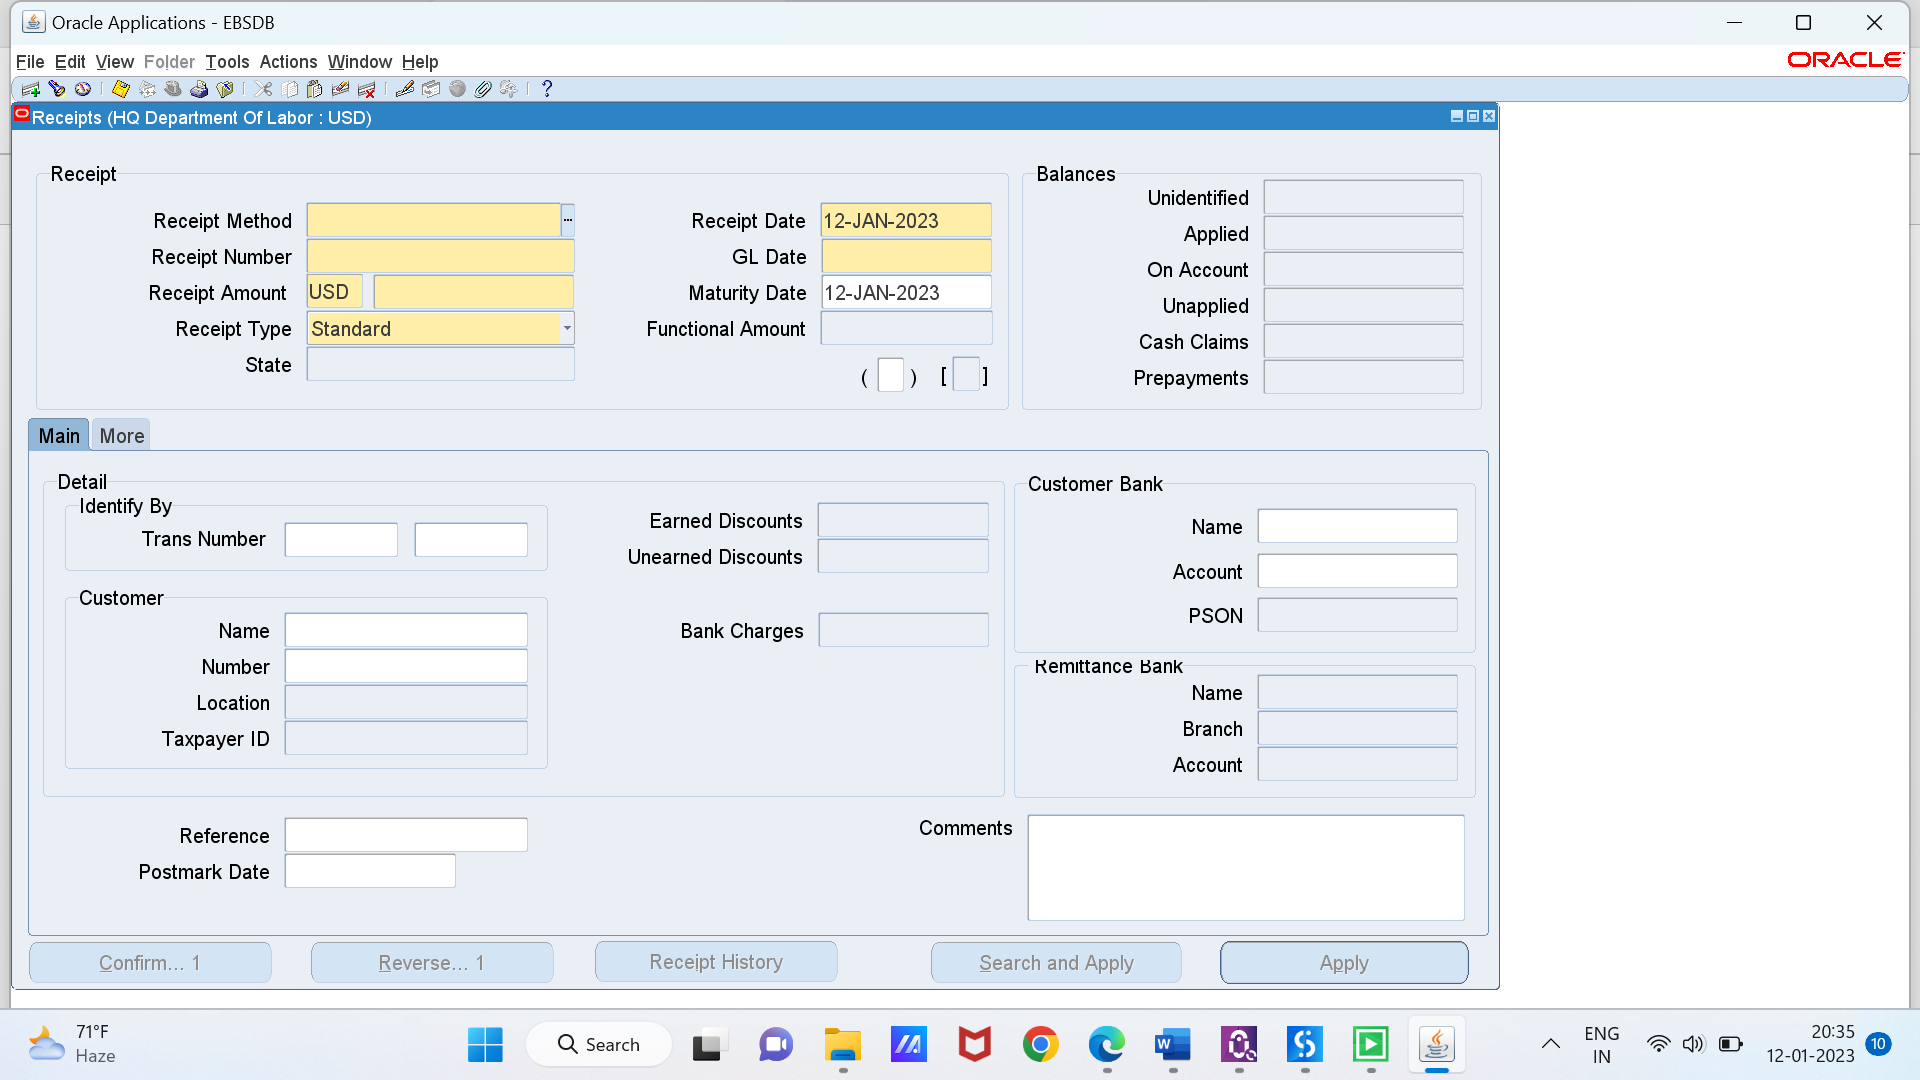 Oracle Applications - EBSDB
File Edit View Folder Tools Actions Window Help
ORACLE
Receipts (HQ Department Of Labor : USD)
Receipt
Receipt Method
Receipt Number
Receipt Amount USD
Receipt Type Standard
State
Receipt Date 12-JAN-2023
GL Date
Maturity Date 12-JAN-2023
Functional Amount
( ) [ ]
Balances
Unidentified
Applied
On Account
Unapplied
Cash Claims
Prepayments
Main More
Detail
Identify By
Trans Number
Customer
Name
Number
Location
Taxpayer ID
Earned Discounts
Unearned Discounts
Bank Charges
Customer Bank
Name
Account
PSON
Remittance Bank
Name
Branch
Account
Reference
Postmark Date
Comments
Confirm... 1 Reverse... 1 Receipt History Search and Apply Apply
71°F
Haze
Search
ENG
IN
20:35
12-01-2023
10